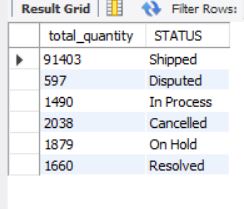 Result Grid Filter Rows:
total_quantity STATUS
91403 Shipped
597 Disputed
1490 In Process
2038 Cancelled
1879 On Hold
1660 Resolved